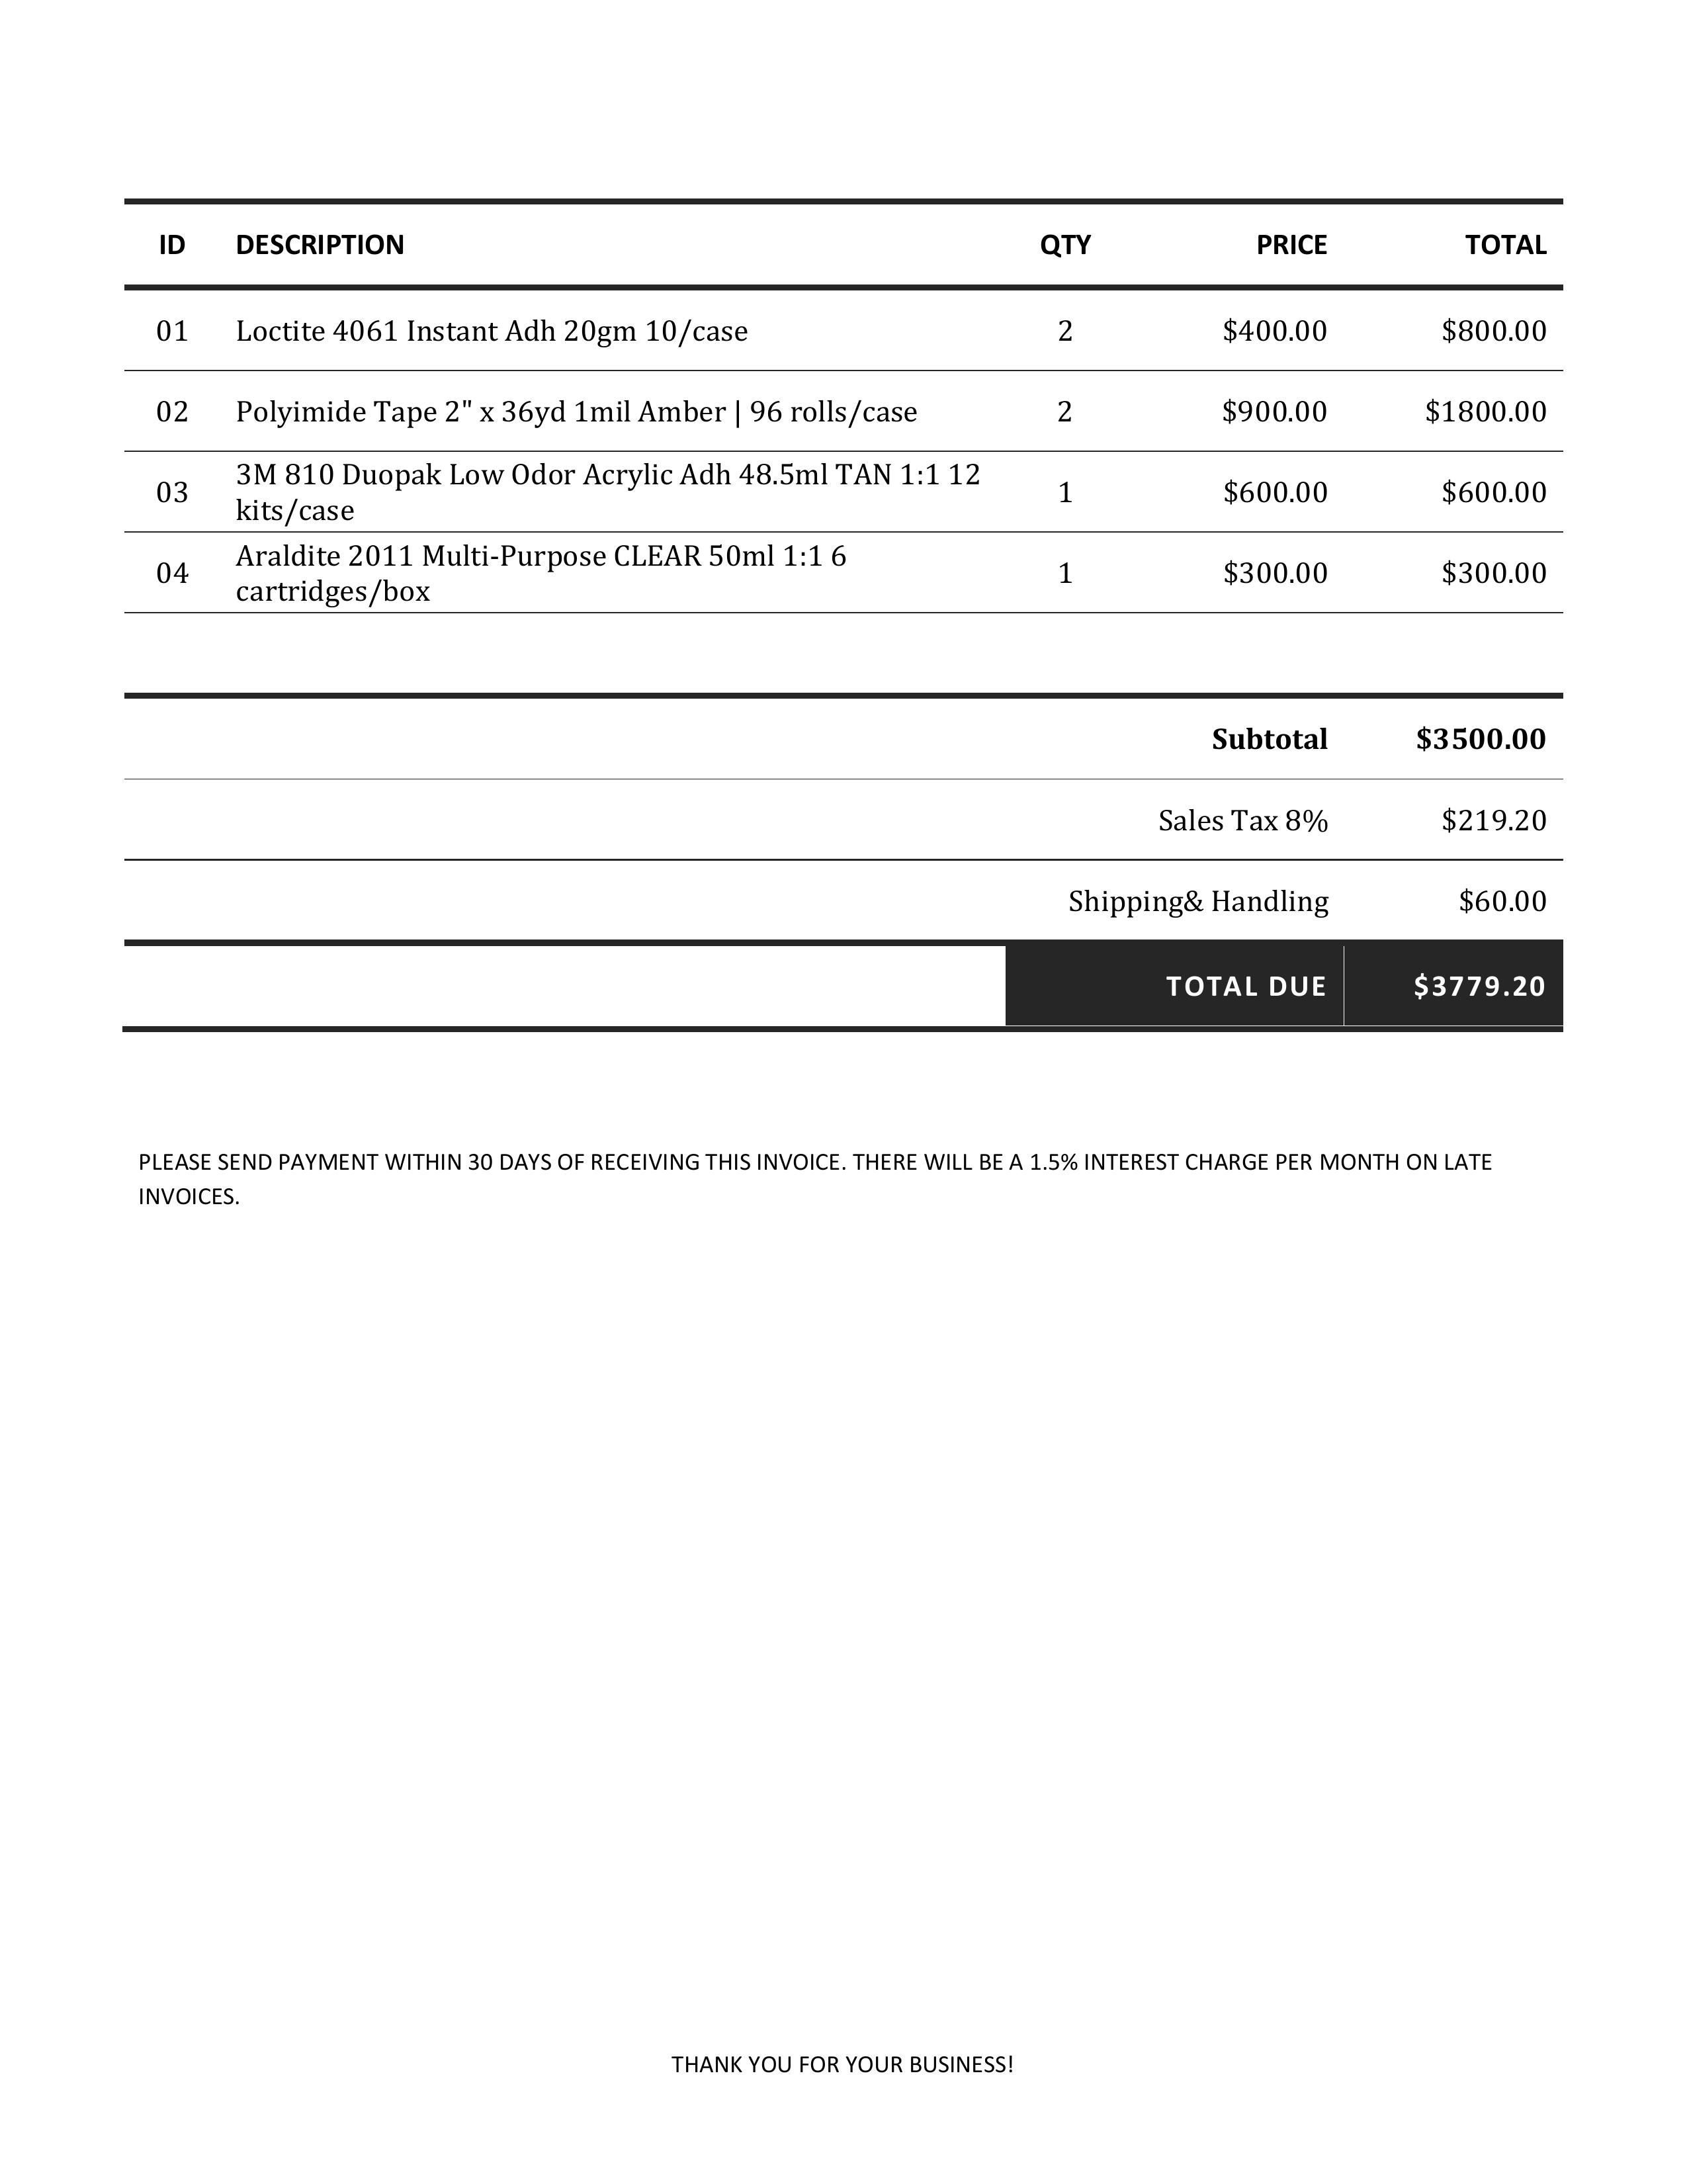 ID DESCRIPTION QTY PRICE TOTAL
01 Loctite 4061 Instant Adh 20gm 10/case 2 $400.00 $800.00
02 Polyimide Tape 2" x 36yd 1mil Amber | 96 rolls/case 2 $900.00 $1800.00
03 3M 810 Duopak Low Odor Acrylic Adh 48.5ml TAN 1:1 12
kits/case 1 $600.00 $600.00
04 Araldite 2011 Multi-Purpose CLEAR 50ml 1:1 6
cartridges/box 1 $300.00 $300.00
Subtotal $3500.00
Sales Tax 8% $219.20
Shipping& Handling $60.00
TOTAL DUE $3779.20
PLEASE SEND PAYMENT WITHIN 30 DAYS OF RECEIVING THIS INVOICE. THERE WILL BE A 1.5% INTEREST CHARGE PER MONTH ON LATE
INVOICES.
THANK YOU FOR YOUR BUSINESS!